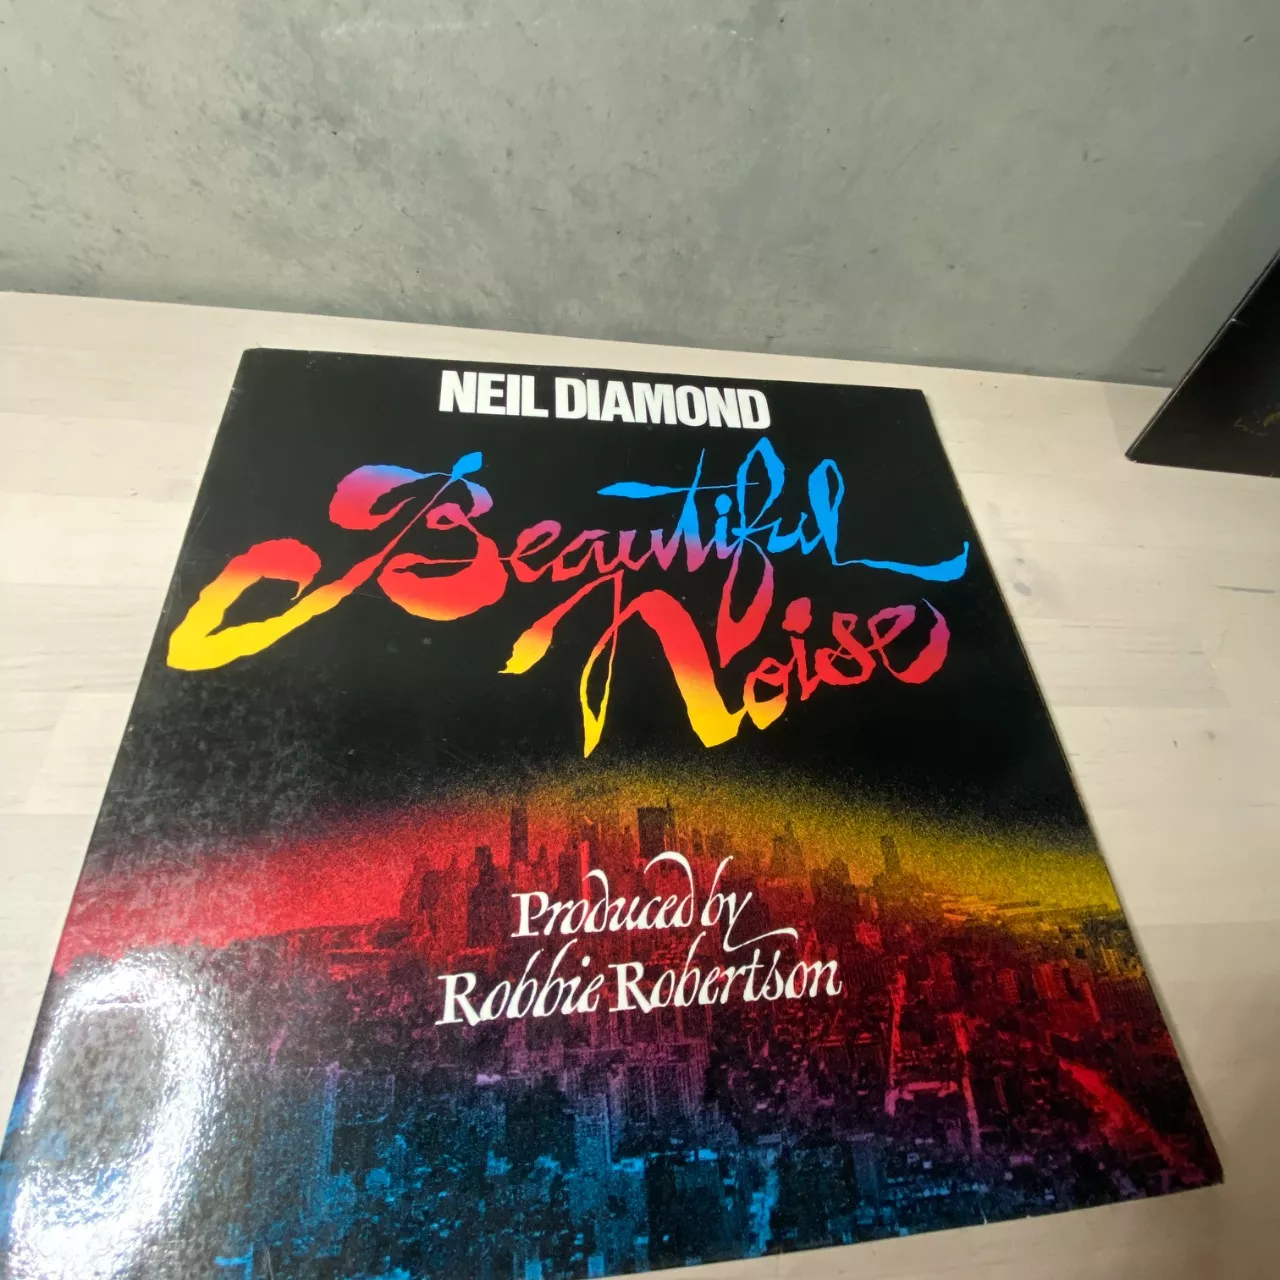 NEIL DIAMOND
Beautiful
Noise
Produced by
Robbie Robertson